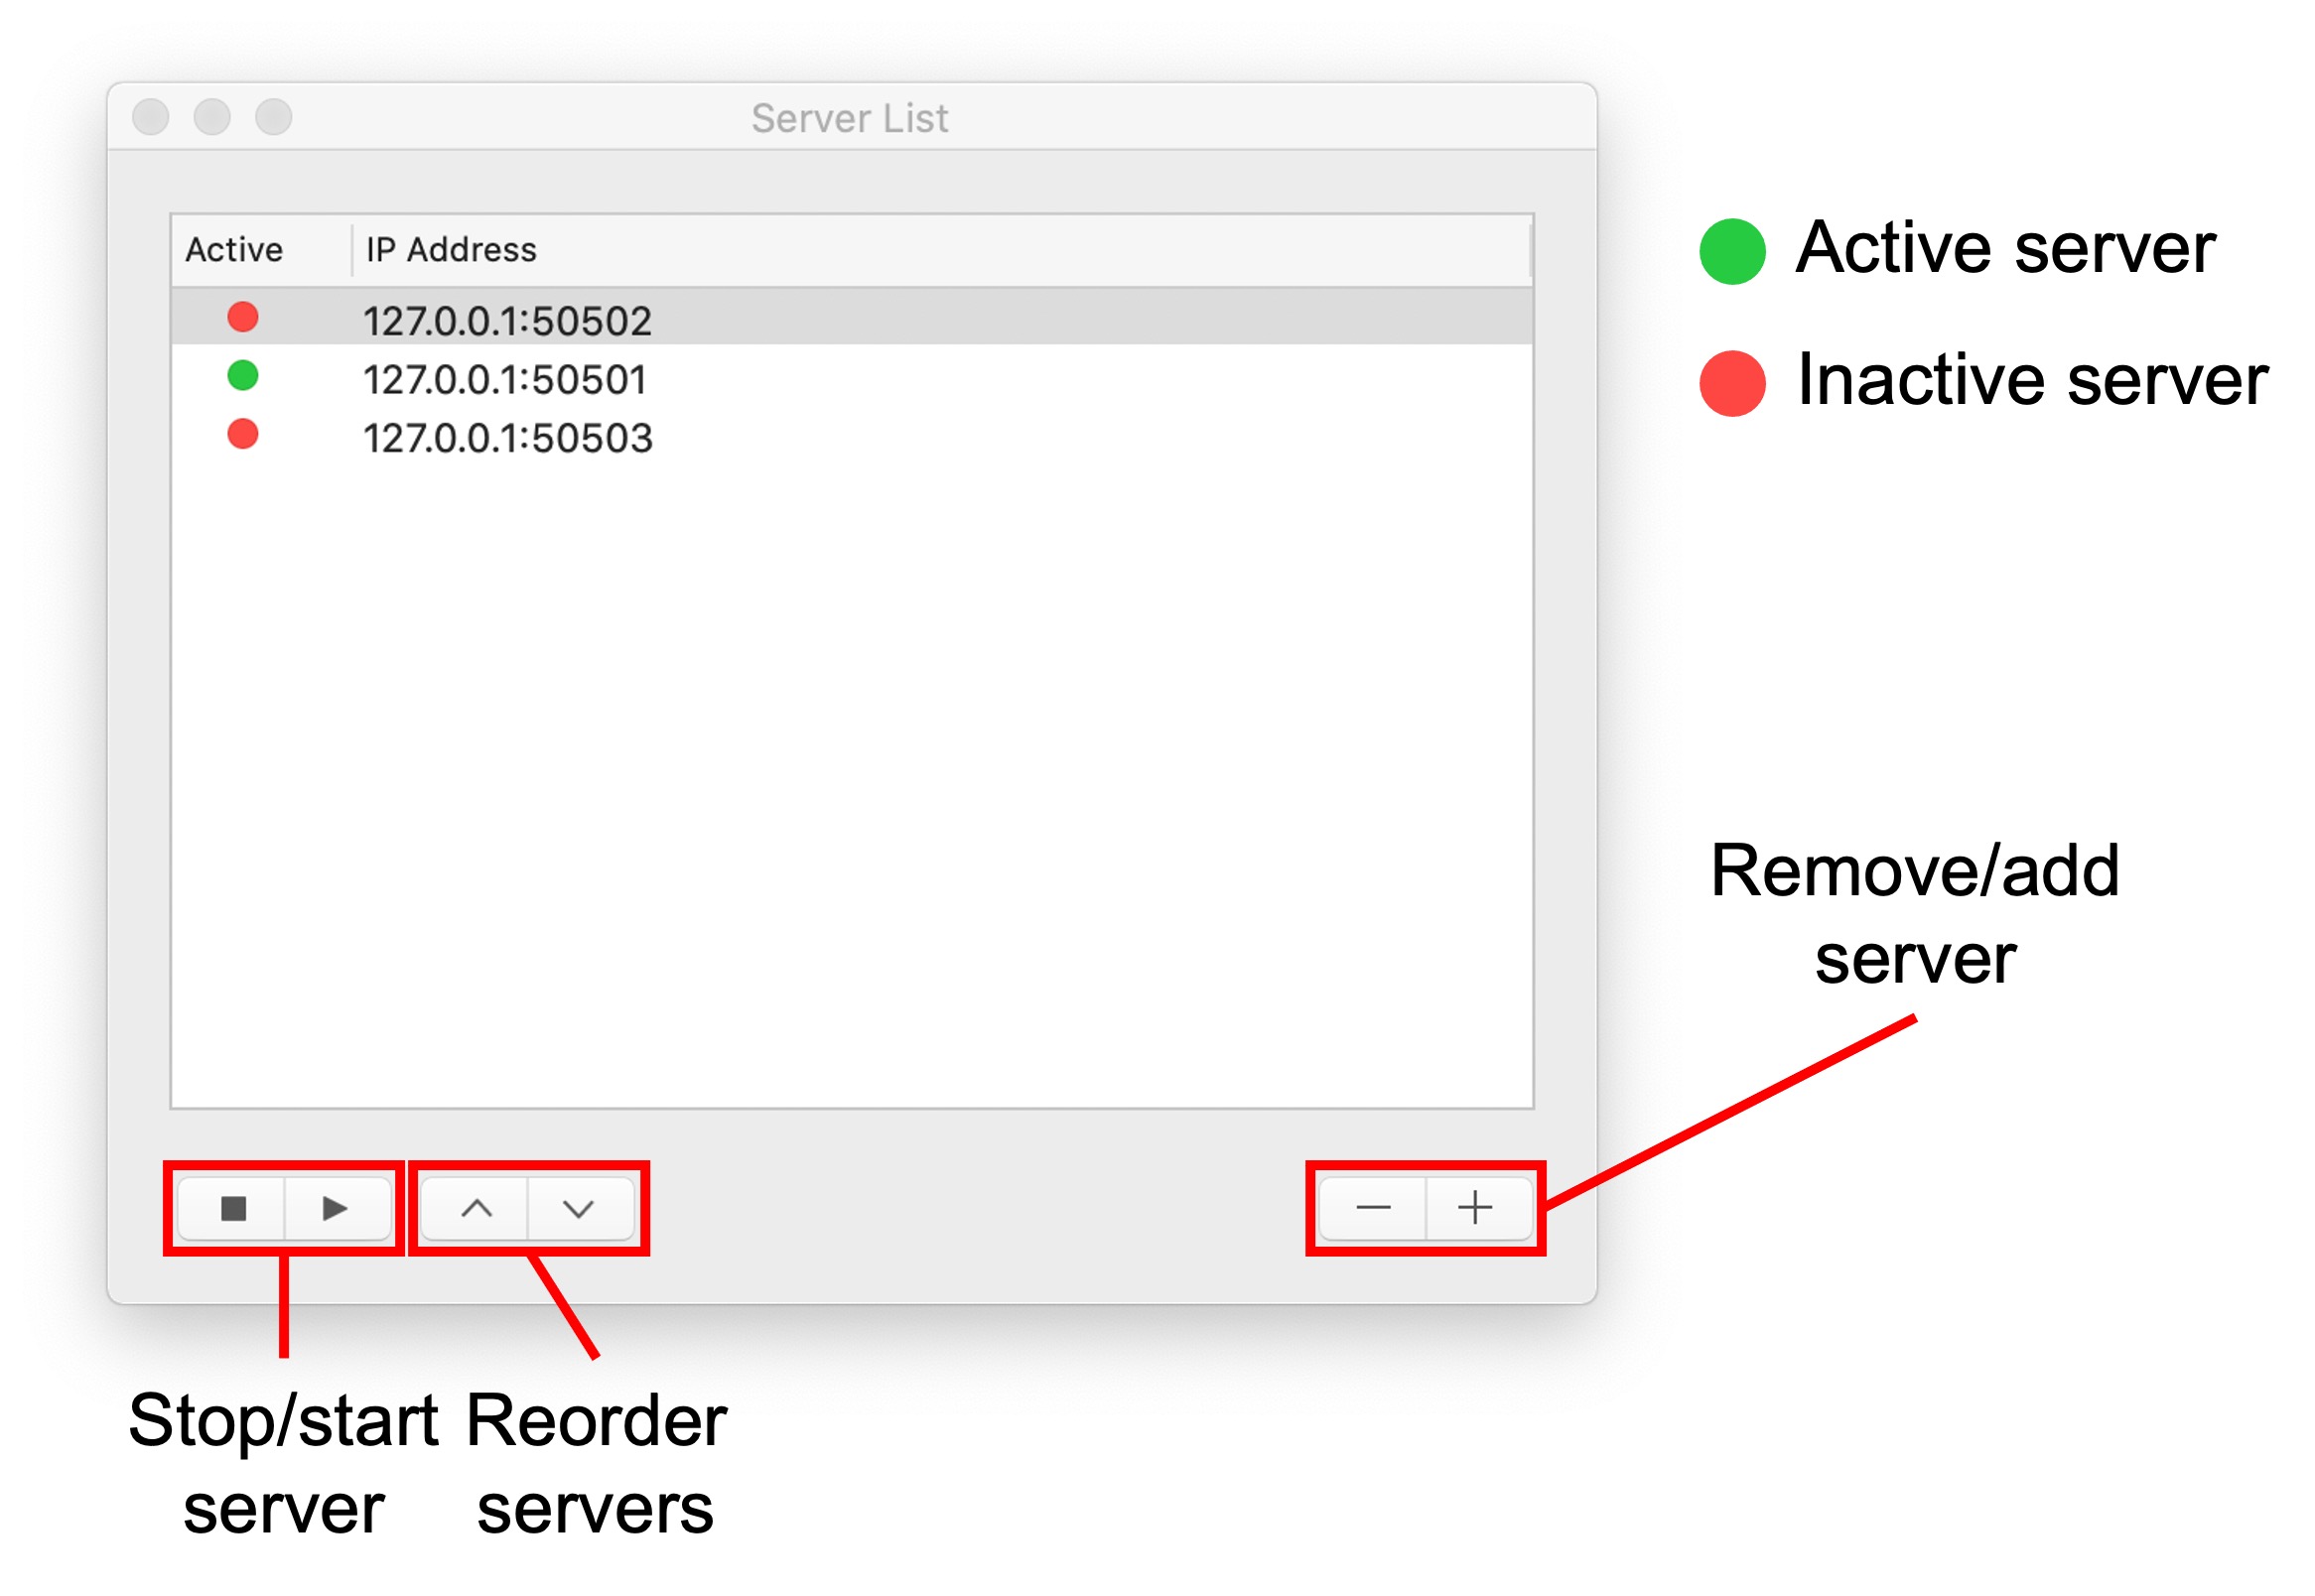 Server List
Active IP Address
127.0.0.1:50502
127.0.0.1:50501
127.0.0.1:50503
Active server
Inactive server
Remove/add
server
Stop/start
server
Reorder
servers